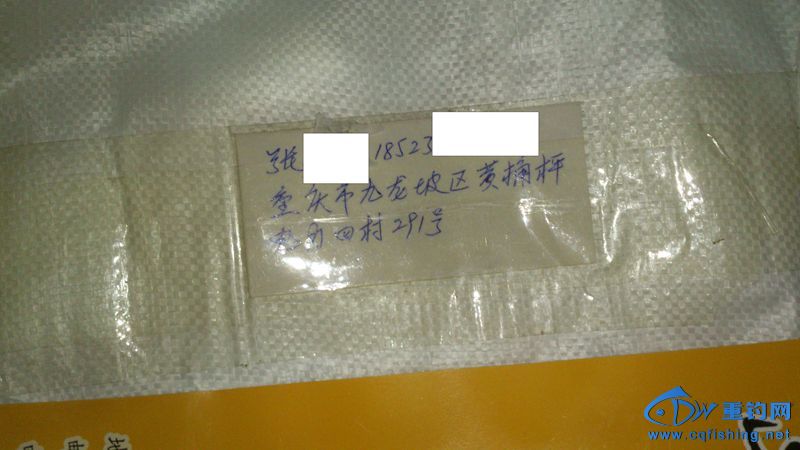 张 18523
重庆市九龙坡区黄桷坪
电力四村291号
重钓网
www.cqfishing.net
地